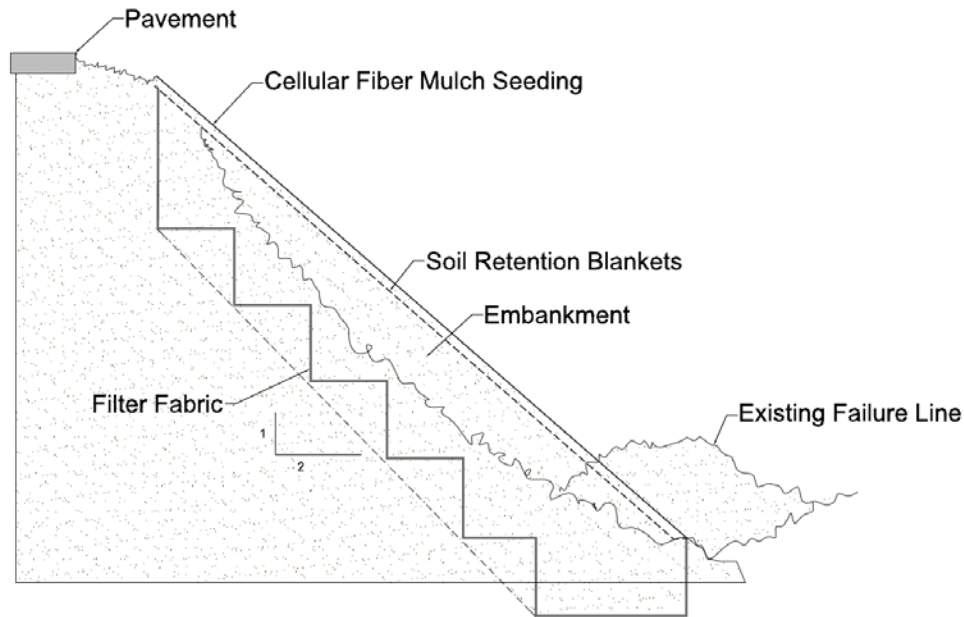 Pavement
Cellular Fiber Mulch Seeding
Soil Retention Blankets
Embankment
Filter Fabric
Existing Failure Line
1
2